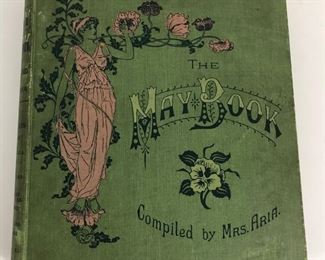 THE
MAY BOOK
Compiled by MRS. ARIA.